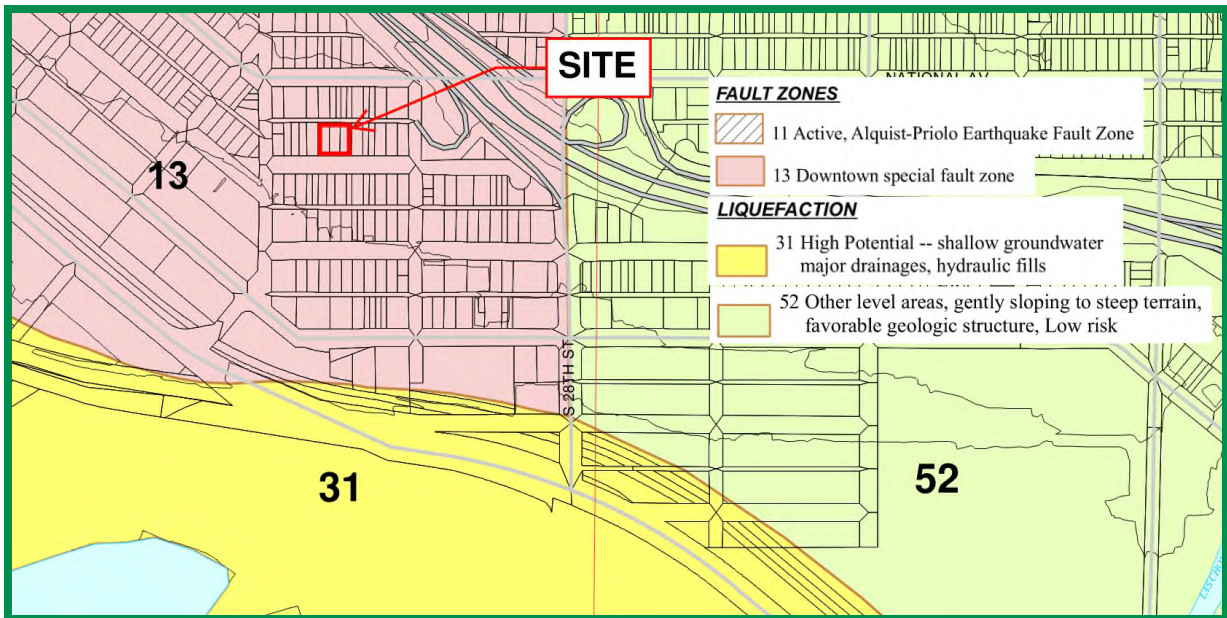 SITE
NATIONAL AV
FAULT ZONES
11 Active, Alquist-Priolo Earthquake Fault Zone
13 Downtown special fault zone
LIQUEFACTION
31 High Potential -- shallow groundwater
major drainages, hydraulic fills
52 Other level areas, gently sloping to steep terrain,
favorable geologic structure, Low risk
13
S 28TH ST
31
52